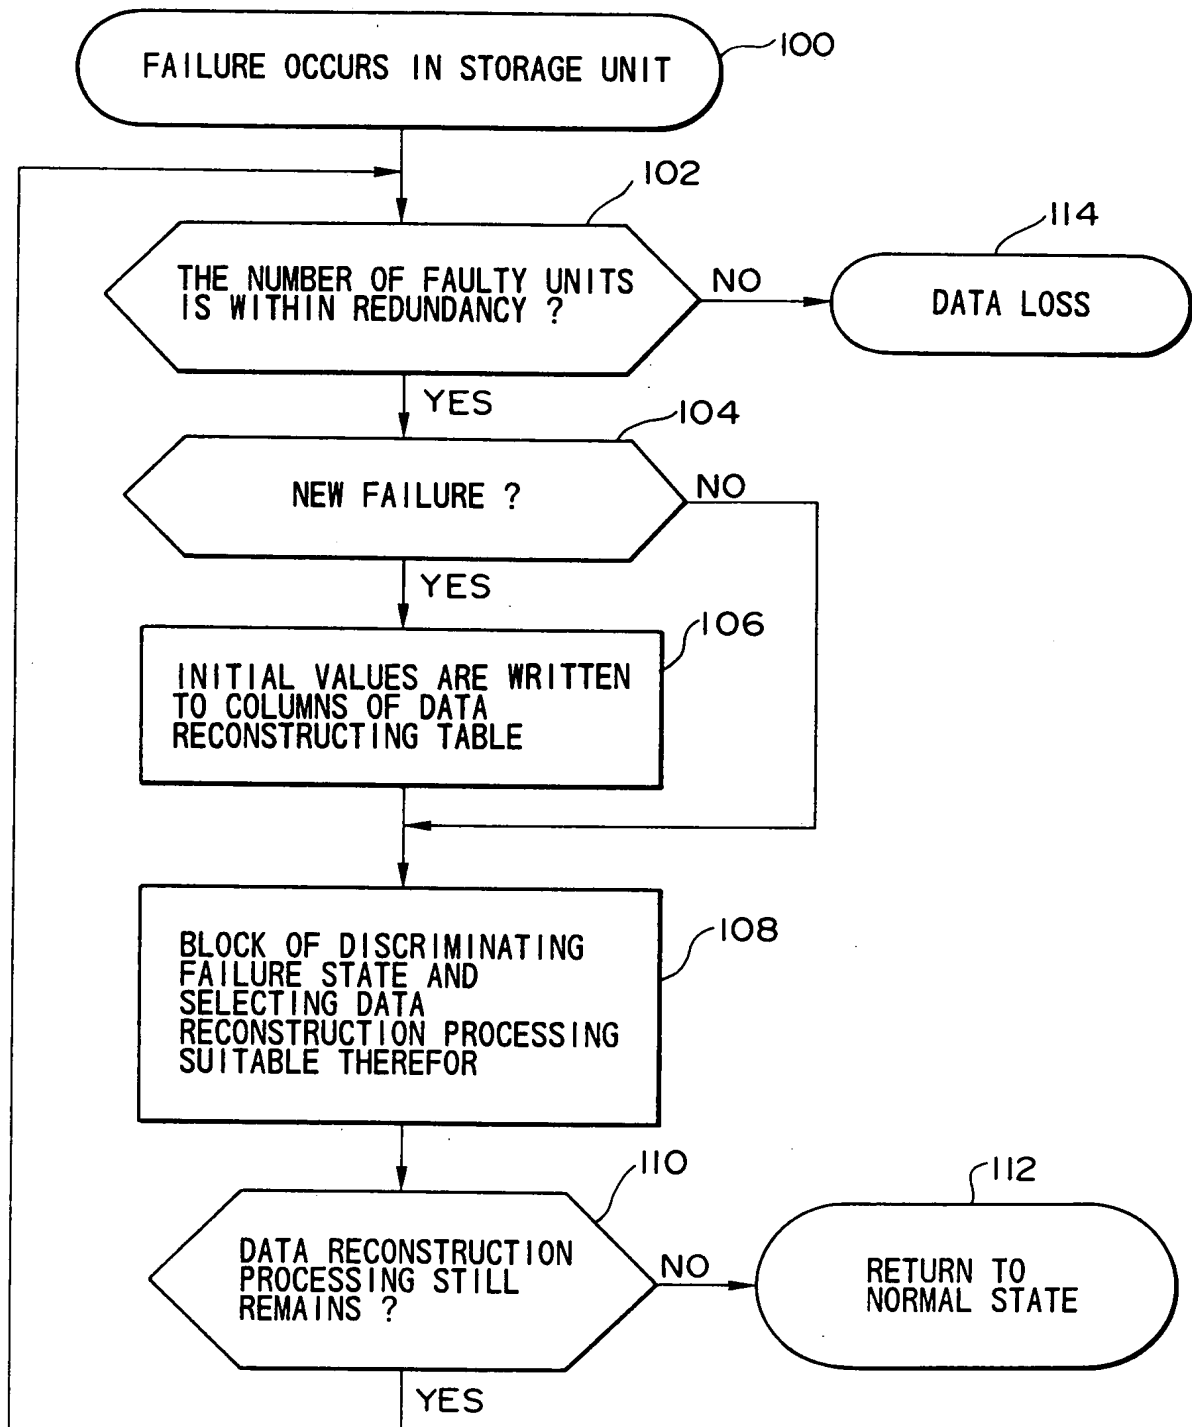 FAILURE OCCURS IN STORAGE UNIT
100
102
THE NUMBER OF FAULTY UNITS
IS WITHIN REDUNDANCY ?
NO
114
DATA LOSS
YES
104
NEW FAILURE ?
NO
YES
106
INITIAL VALUES ARE WRITTEN
TO COLUMNS OF DATA
RECONSTRUCTING TABLE
108
BLOCK OF DISCRIMINATING
FAILURE STATE AND
SELECTING DATA
RECONSTRUCTION PROCESSING
SUITABLE THEREFOR
110
DATA RECONSTRUCTION
PROCESSING STILL
REMAINS ?
NO
112
RETURN TO
NORMAL STATE
YES